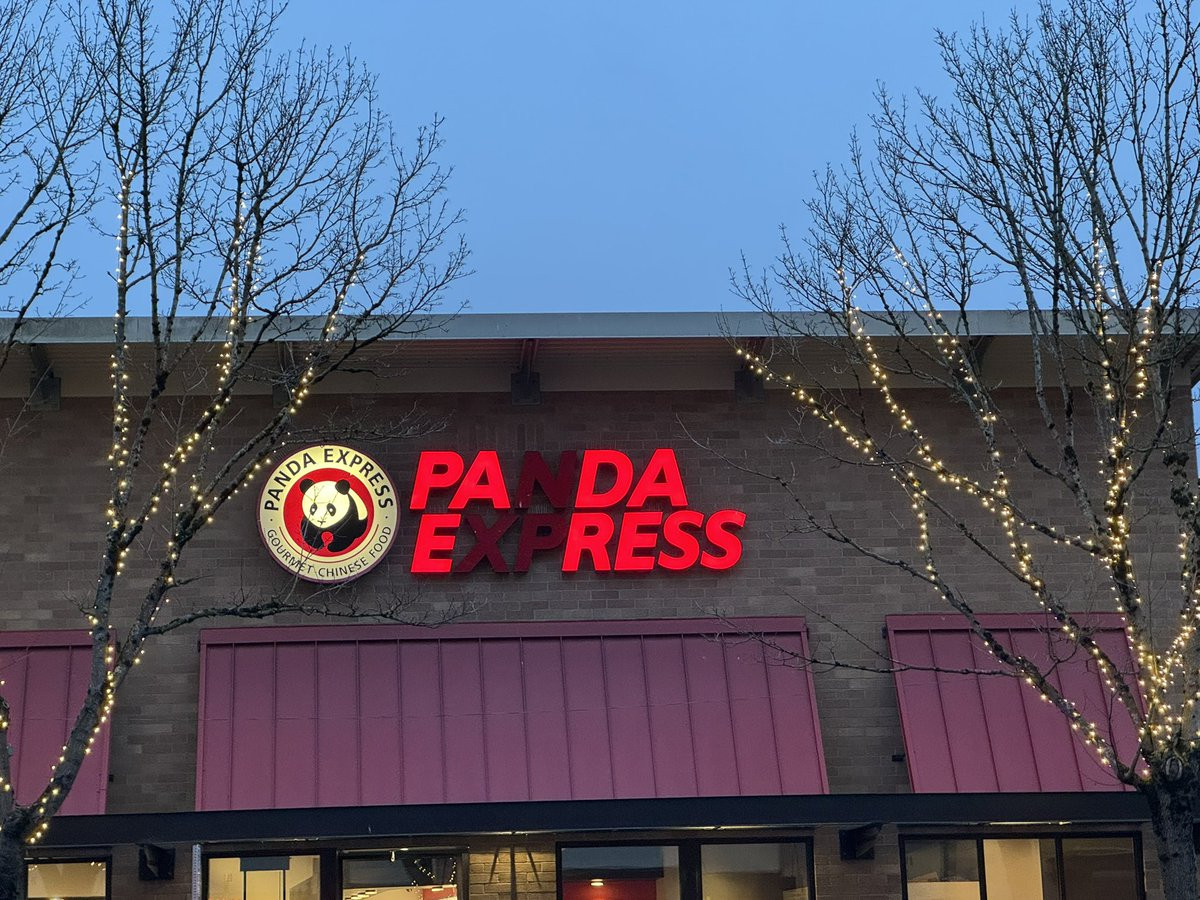 PANDA EXPRESS
GOURMET CHINESE FOOD
PANDA
EXPRESS